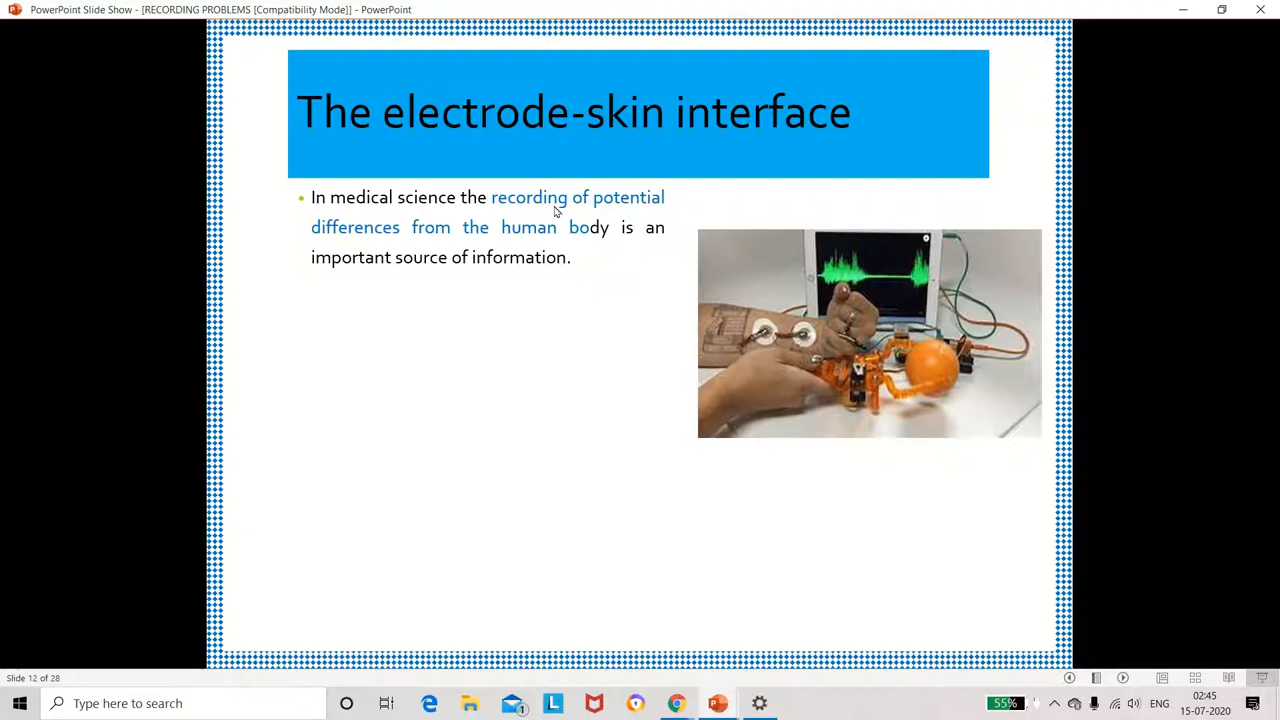 PowerPoint Slide Show - [RECORDING PROBLEMS [Compatibility Mode]] - PowerPoint
The electrode-skin interface
• In medical science the recording of potential
differences from the human body is an
important source of information.
Slide 12 of 28
Type here to search
L
1
55%
ENG
02:45
15-07-2020